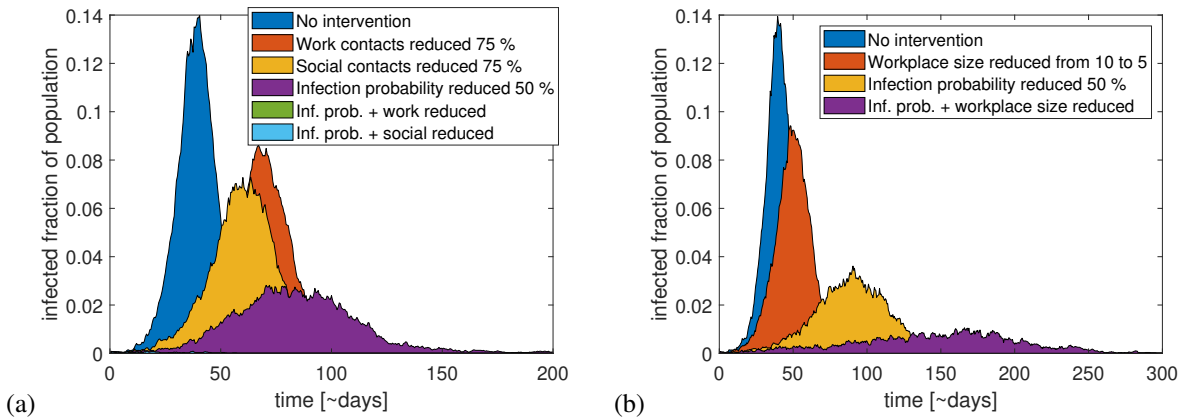 0.14
0.12
0.1
0.08
0.06
0.04
0.02
0
infected fraction of population
No intervention
Work contacts reduced 75 %
Social contacts reduced 75 %
Infection probability reduced 50 %
Inf. prob. + work reduced
Inf. prob. + social reduced
0 50 100 150 200
time [~days]
(a)
0.14
0.12
0.1
0.08
0.06
0.04
0.02
0
infected fraction of population
No intervention
Workplace size reduced from 10 to 5
Infection probability reduced 50 %
Inf. prob. + workplace size reduced
0 50 100 150 200 250 300
time [~days]
(b)